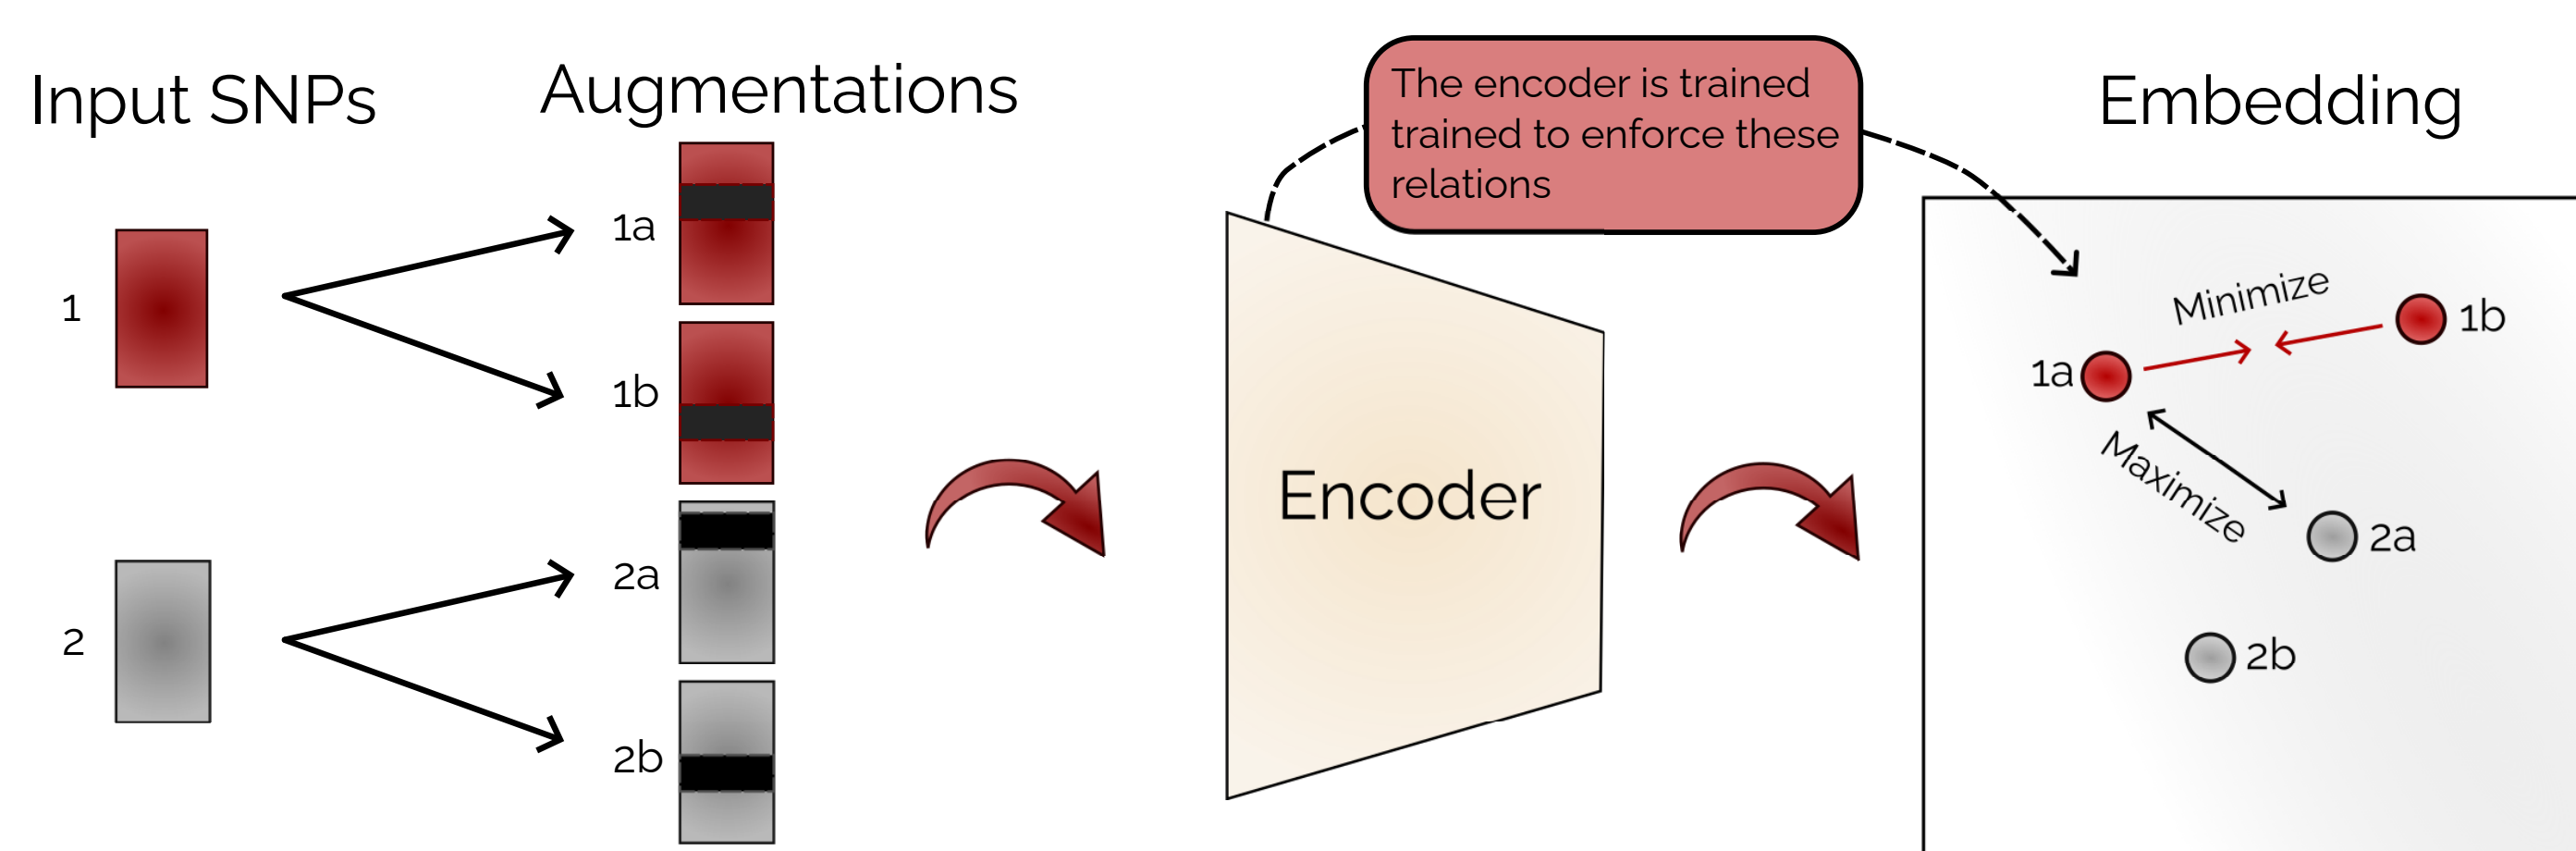 Input SNPs
Augmentations
The encoder is trained
trained to enforce these
relations
Embedding
1
1a
1b
2
2a
2b
Encoder
Minimize
1b
1a
Maximize
2a
2b